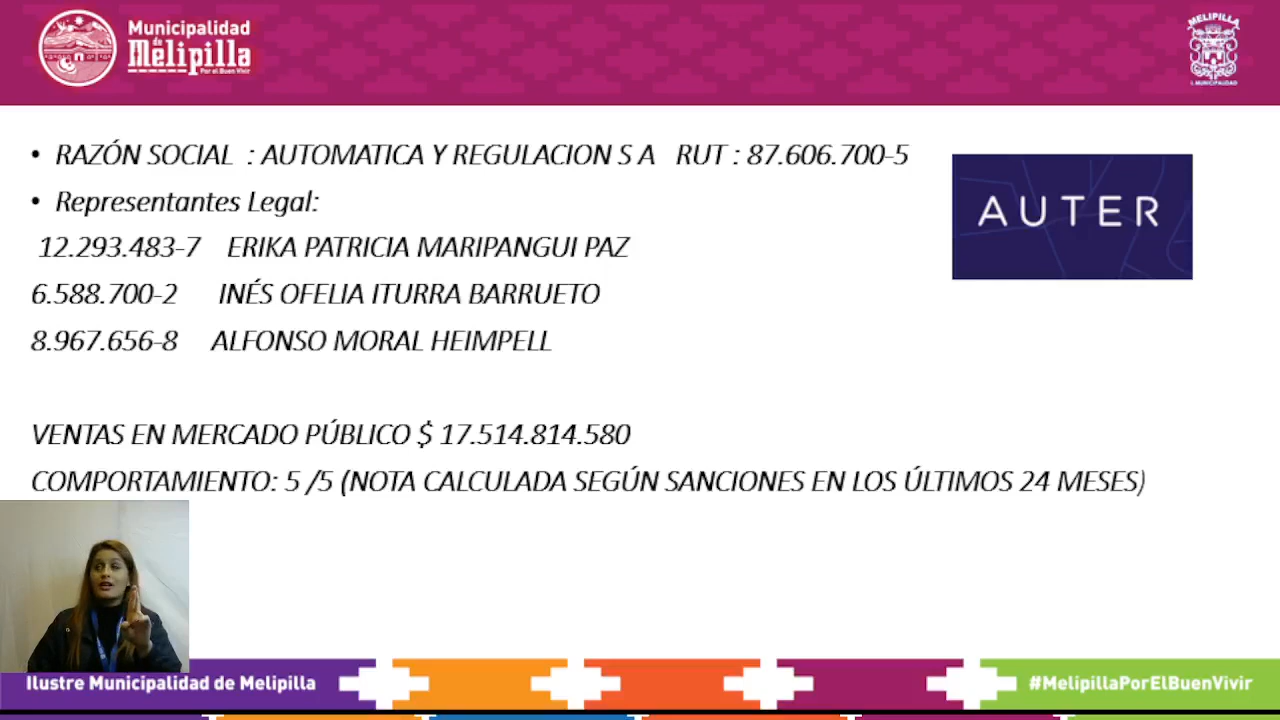 Municipalidad
de
Melipilla
Por el Buen Vivir
MELIPILLA
I. MUNICIPALIDAD
• RAZÓN SOCIAL : AUTOMATICA Y REGULACION S A RUT : 87.606.700-5
AUTER
• Representantes Legal:
12.293.483-7 ERIKA PATRICIA MARIPANGUI PAZ
6.588.700-2 INÉS OFELIA ITURRA BARRUETO
8.967.656-8 ALFONSO MORAL HEIMPELL
VENTAS EN MERCADO PÚBLICO $ 17.514.814.580
COMPORTAMIENTO: 5 /5 (NOTA CALCULADA SEGÚN SANCIONES EN LOS ÚLTIMOS 24 MESES)
Ilustre Municipalidad de Melipilla
#MelipillaPorElBuenVivir